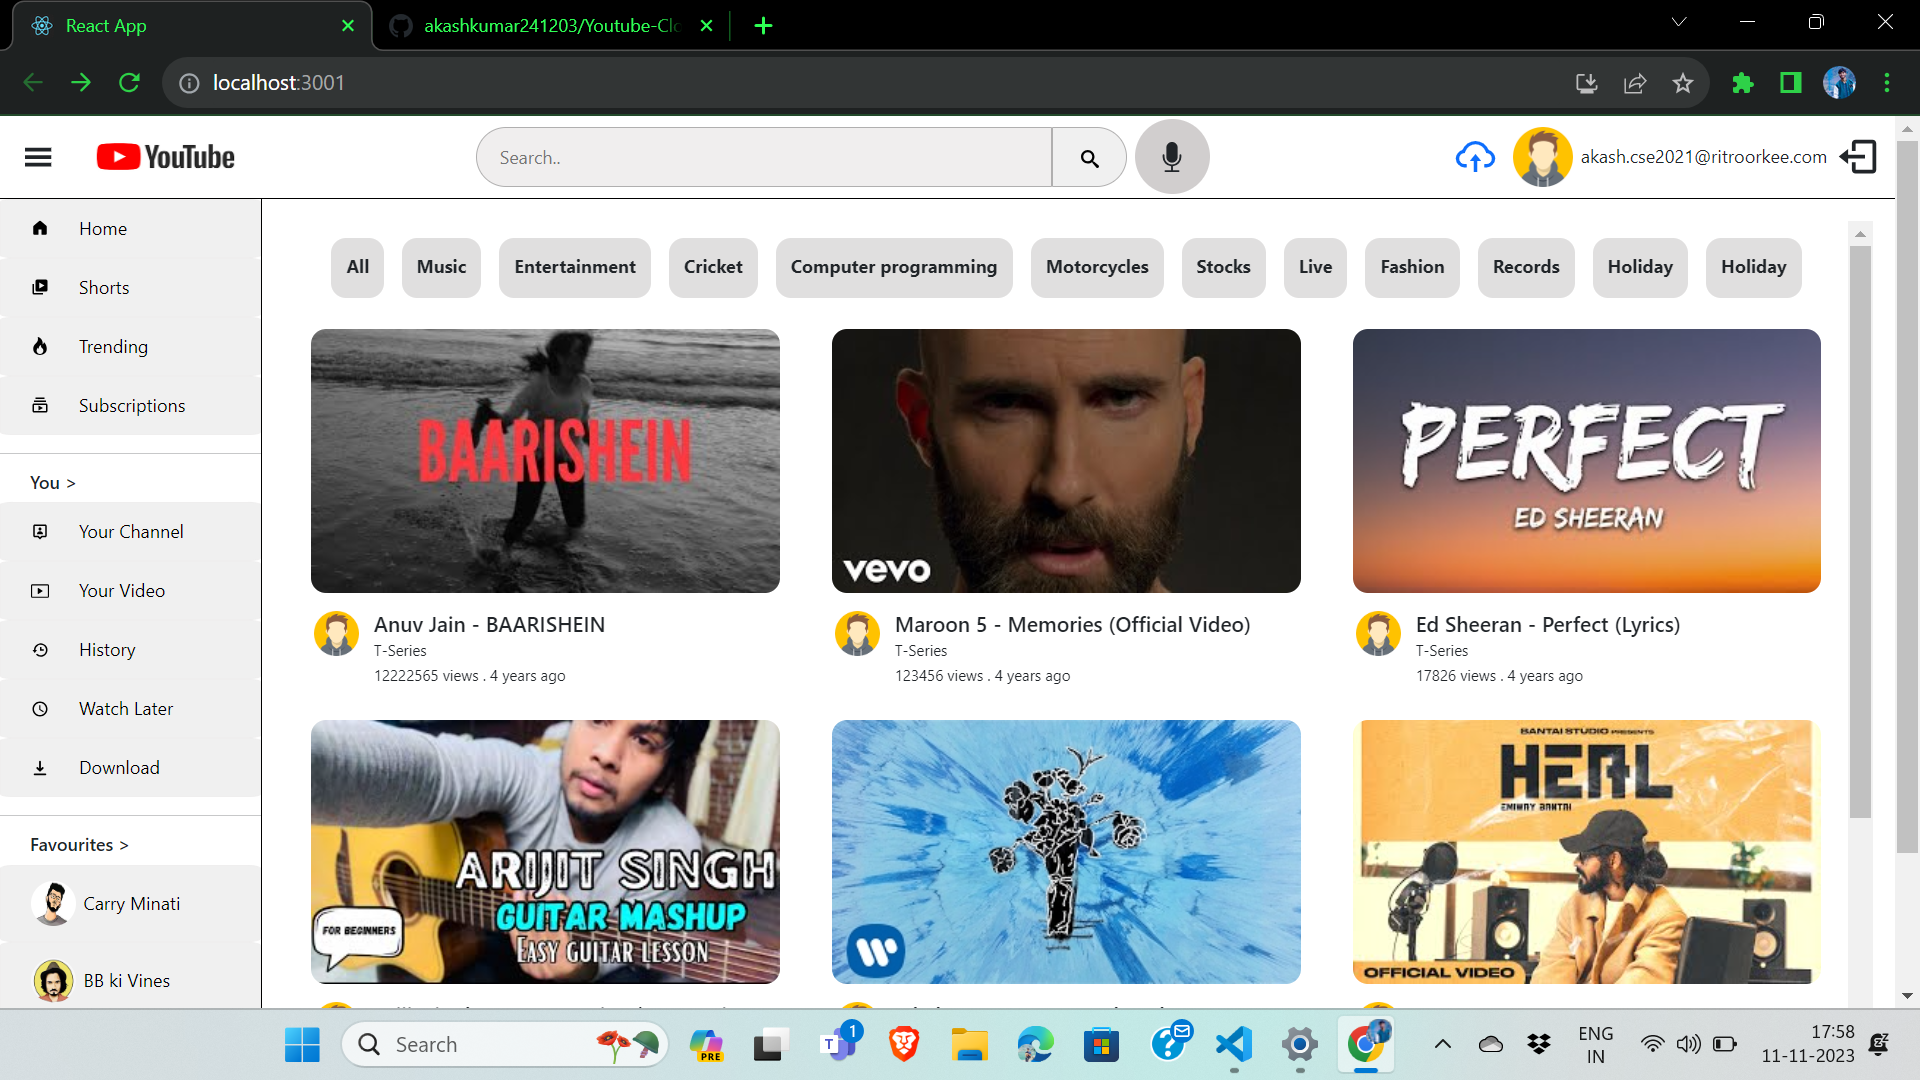 React App
akashkumar241203/Youtube-Clo
localhost:3001
YouTube
Search..
akash.cse2021@ritroorkee.com
Home
Shorts
Trending
Subscriptions
You >
Your Channel
Your Video
History
Watch Later
Download
Favourites >
Carry Minati
BB ki Vines
All Music Entertainment Cricket Computer programming Motorcycles Stocks Live Fashion Records Holiday Holiday
BAARISHEIN
Anuv Jain - BAARISHEIN
T-Series
12222565 views . 4 years ago
vevo
Maroon 5 - Memories (Official Video)
T-Series
123456 views . 4 years ago
PERFECT
ED SHEERAN
Ed Sheeran - Perfect (Lyrics)
T-Series
17826 views . 4 years ago
ARIJIT SINGH
GUITAR MASHUP
EASY GUITAR LESSON
FOR BEGINNERS
BANTAI STUDIO PRESENTS
HEAL
EMIWAY BANTAI
OFFICIAL VIDEO
Search
PRE
T
1
ENG
IN
17:58
11-11-2023